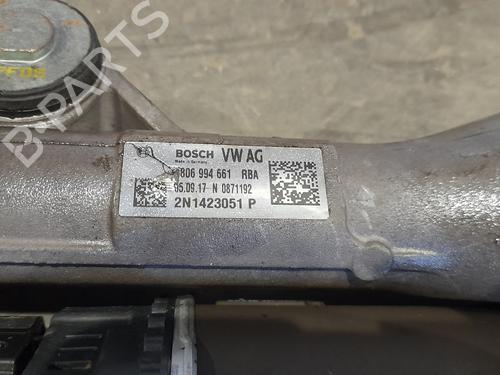 B-PARTS
BOSCH VW AG
Made in Germany
806 994 661 RBA
05.09.17 N 0871192
2N1423051 P